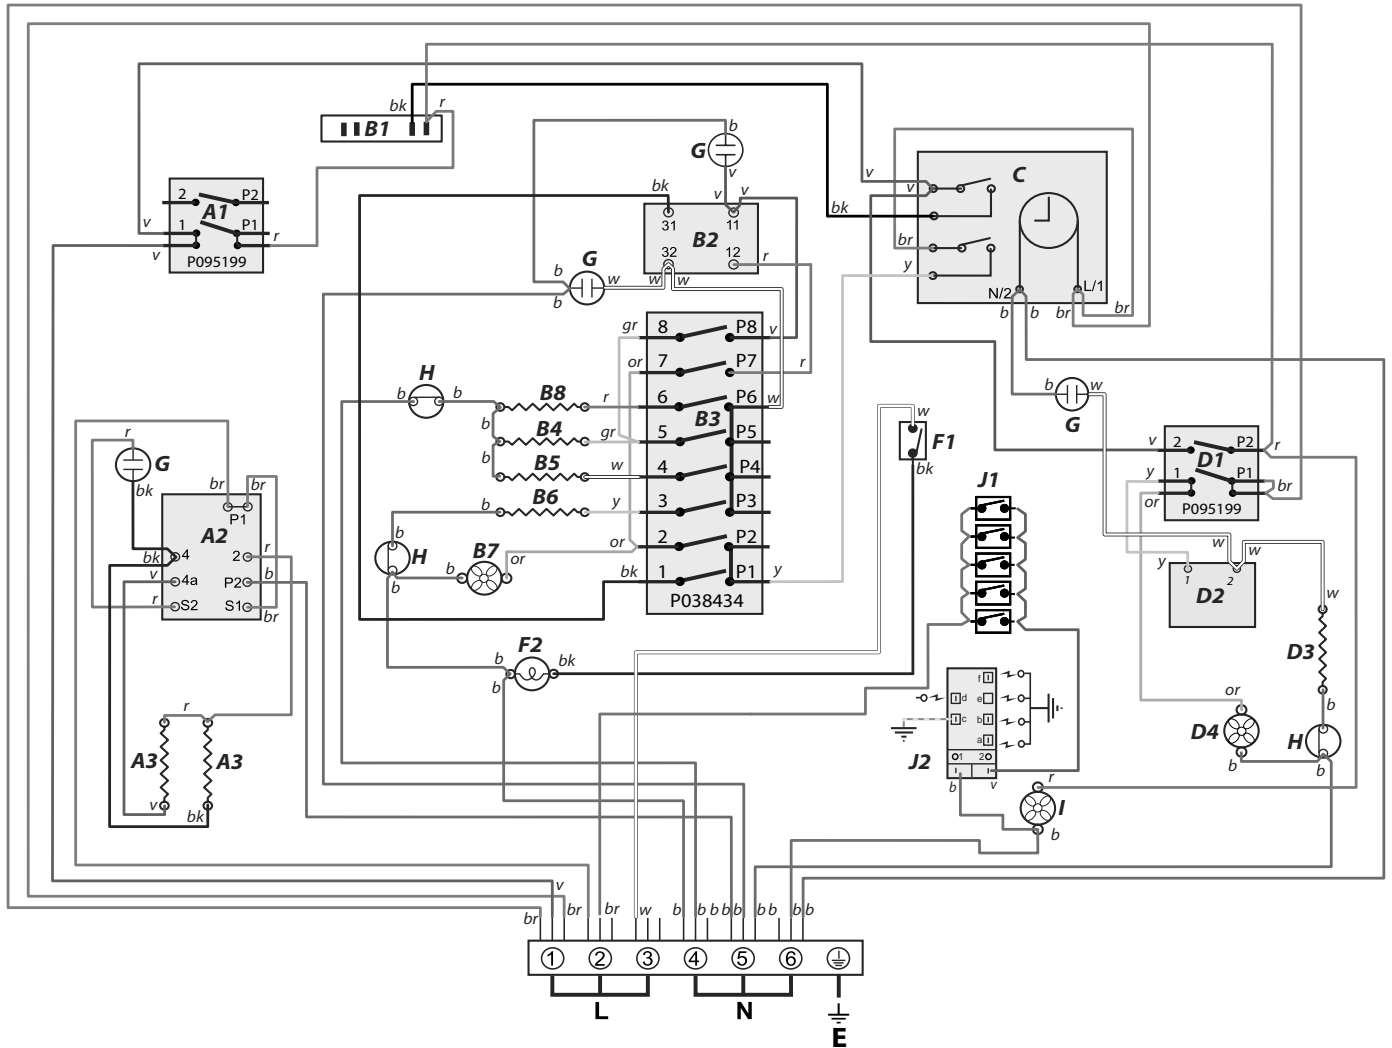 bk r
B1
b
G
v
v v
bk
31 11
B2
32 12
r
w w
2 P2
A1
v 1 P1 r
v
P095199
G
b w
b
v
v
C
bk
br
y
N/2 L/1
b b br br
gr 8 P8 v
or 7 P7 r
H
b b
B8 r 6 P6 w
B3
b B4 gr 5 P5
b B5 w 4 P4
B6 y 3 P3
b
or 2 P2
H B7 or
b b
bk 1 P1 y
P038434
w
F1
bk
b w
G
v 2 P2 r
D1
y 1 P1 br
or
P095199
w w
y 1 2
D2
w
D3
b
or
D4 H
b b
J1
r
G
bk
br br
P1
A2
bk 4 2 r
v 4a P2 b
r S2 S1
br
F2
b bk
b
r
A3 A3
v bk
f
d e
c b
a
J2
1 2
b v
r
I
b
v
br br br w b b b b b b b b b
1 2 3 4 5 6
L N
E